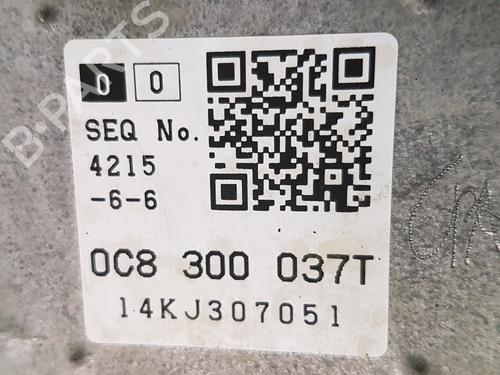 0 0
SEQ No.
4215
-6-6
0C8 300 037T
14KJ307051
B-PARTS